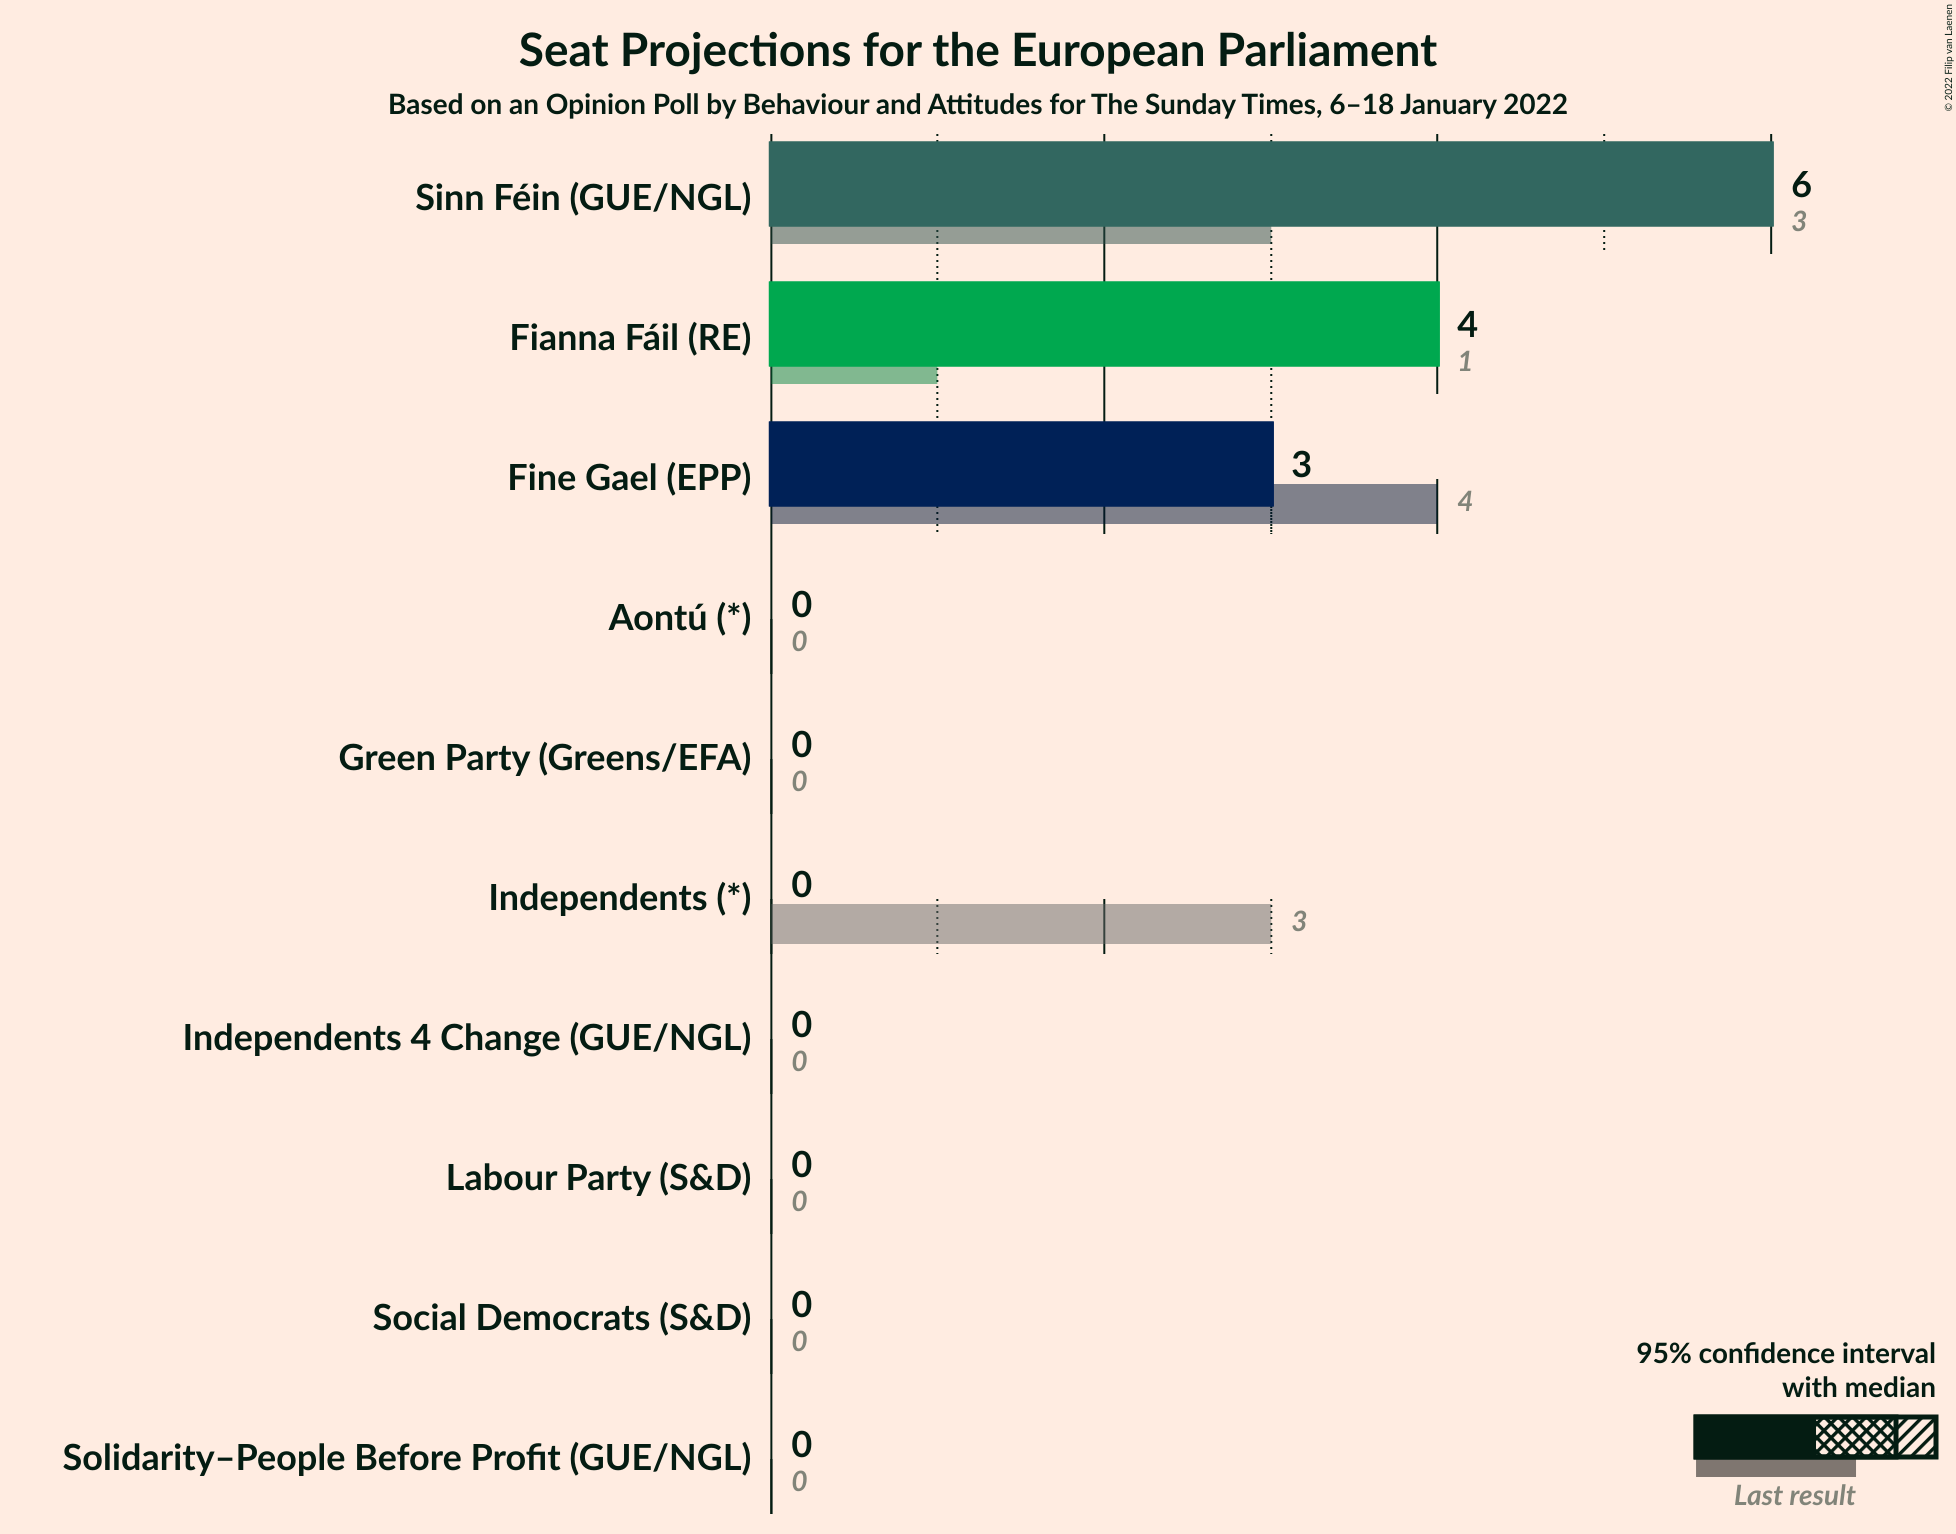 Seat Projections for the European Parliament
Based on an Opinion Poll by Behaviour and Attitudes for The Sunday Times, 6–18 January 2022
© 2022 Filip van Laenen
Sinn Féin (GUE/NGL)
6
3
Fianna Fáil (RE)
4
1
Fine Gael (EPP)
3
4
Aontú (*)
0
0
Green Party (Greens/EFA)
0
0
Independents (*)
0
3
Independents 4 Change (GUE/NGL)
0
0
Labour Party (S&D)
0
0
Social Democrats (S&D)
0
0
Solidarity–People Before Profit (GUE/NGL)
0
0
95% confidence interval
with median
Last result